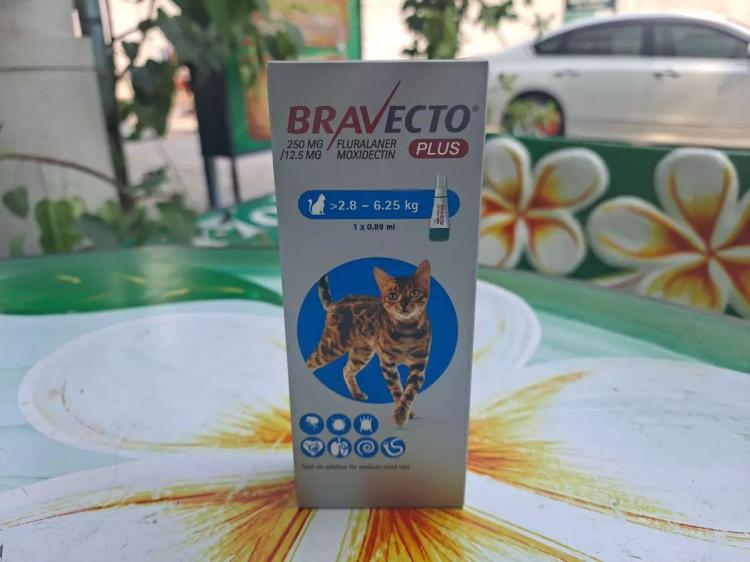 BRAVECTO®
250 MG FLURALANER
/12.5 MG MOXIDECTIN
PLUS
>2.8 – 6.25 kg
1 x 0.89 ml
Spot-on solution for medium-sized cats